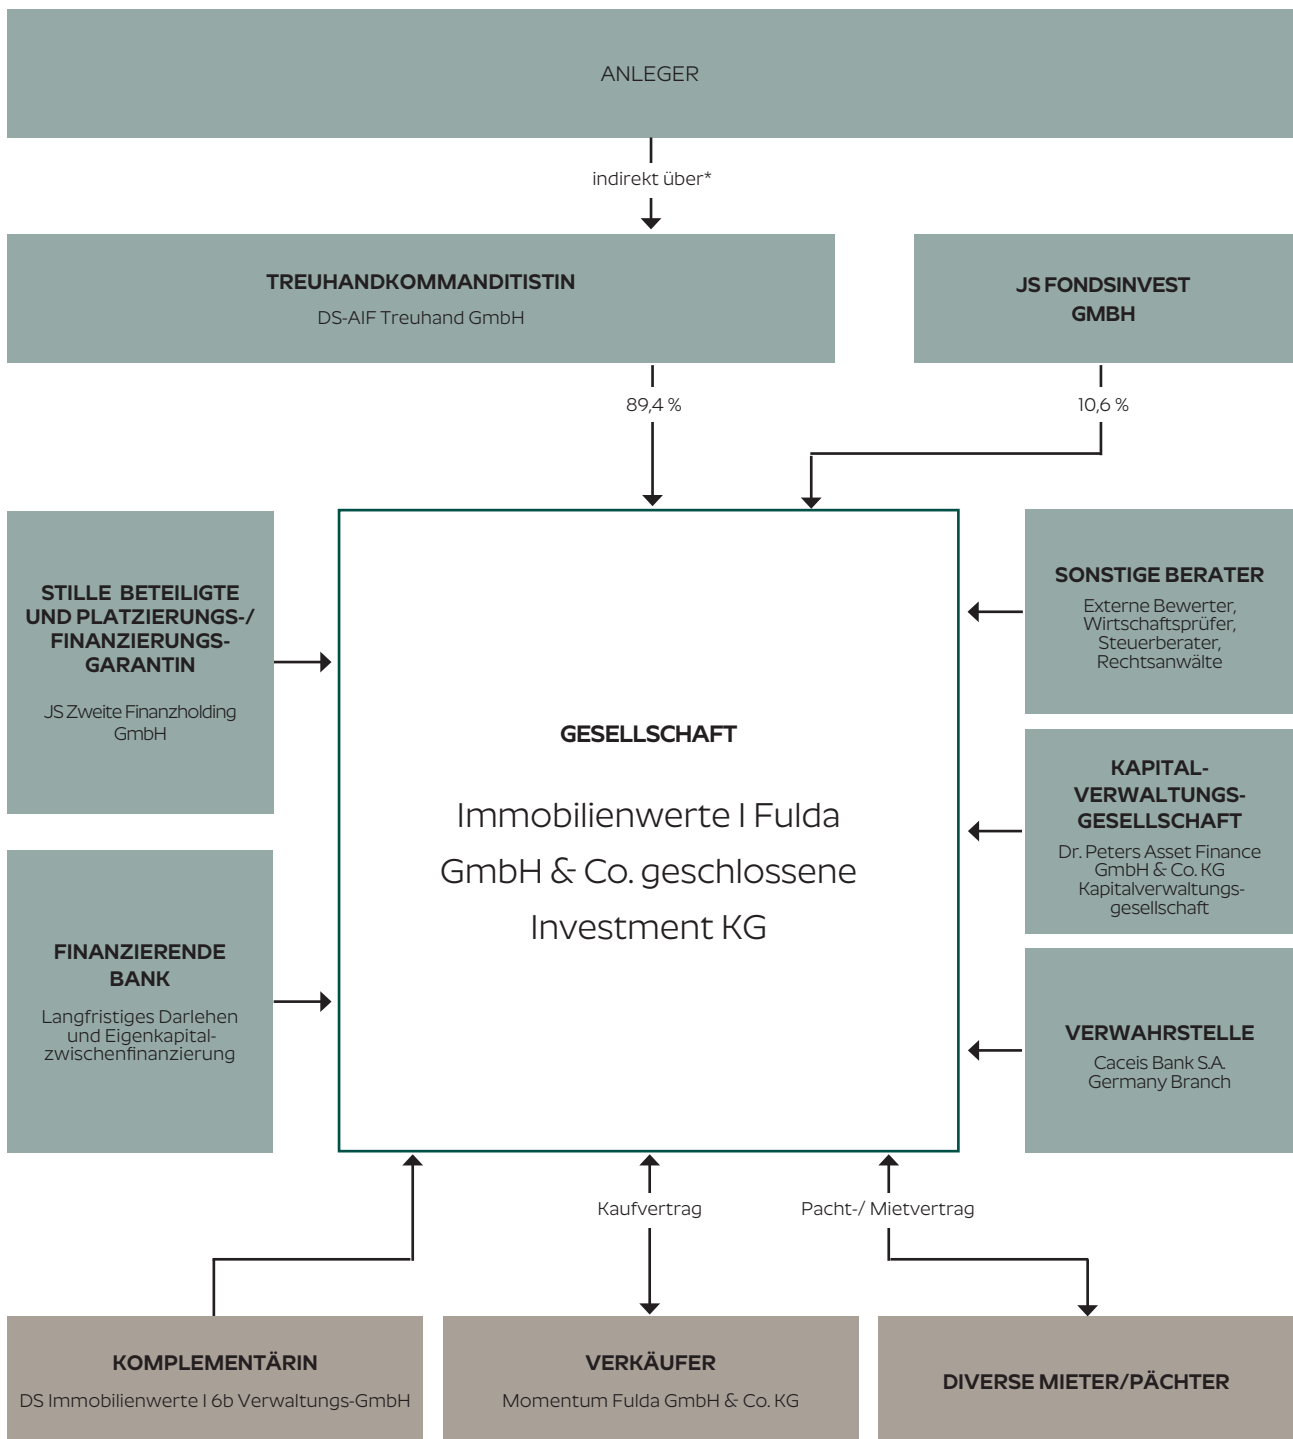 ANLEGER
indirekt über*
TREUHANDKOMMANDITISTIN
DS-AIF Treuhand GmbH
JS FONDSINVEST
GMBH
89,4 %
10,6 %
STILLE BETEILIGTE
UND PLATZIERUNGS-/
FINANZIERUNGS-
GARANTIN
JS Zweite Finanzholding
GmbH
FINANZIERENDE
BANK
Langfristiges Darlehen
und Eigenkapital-
zwischenfinanzierung
GESELLSCHAFT
Immobilienwerte I Fulda
GmbH & Co. geschlossene
Investment KG
SONSTIGE BERATER
Externe Bewerter,
Wirtschaftsprüfer,
Steuerberater,
Rechtsanwälte
KAPITAL-
VERWALTUNGS-
GESELLSCHAFT
Dr. Peters Asset Finance
GmbH & Co. KG
Kapitalverwaltungs-
gesellschaft
VERWAHRSTELLE
Caceis Bank S.A.
Germany Branch
Kaufvertrag
Pacht-/ Mietvertrag
KOMPLEMENTÄRIN
DS Immobilienwerte I 6b Verwaltungs-GmbH
VERKÄUFER
Momentum Fulda GmbH & Co. KG
DIVERSE MIETER/PÄCHTER